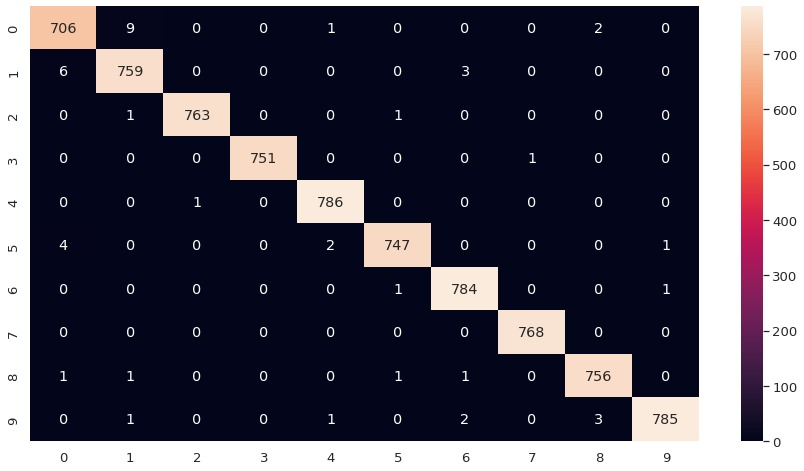 0 706 9 0 0 1 0 0 0 2 0
1 6 759 0 0 0 0 3 0 0 0
2 0 1 763 0 0 1 0 0 0 0
3 0 0 0 751 0 0 0 1 0 0
4 0 0 1 0 786 0 0 0 0 0
5 4 0 0 0 2 747 0 0 0 1
6 0 0 0 0 0 1 784 0 0 1
7 0 0 0 0 0 0 0 768 0 0
8 1 1 0 0 0 1 1 0 756 0
9 0 1 0 0 1 0 2 0 3 785
0 1 2 3 4 5 6 7 8 9
700
600
500
400
300
200
100
0